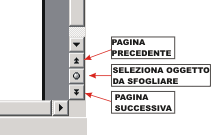 PAGINA
PRECEDENTE
SELEZIONA OGGETTO
DA SFOGLIARE
PAGINA
SUCCESSIVA